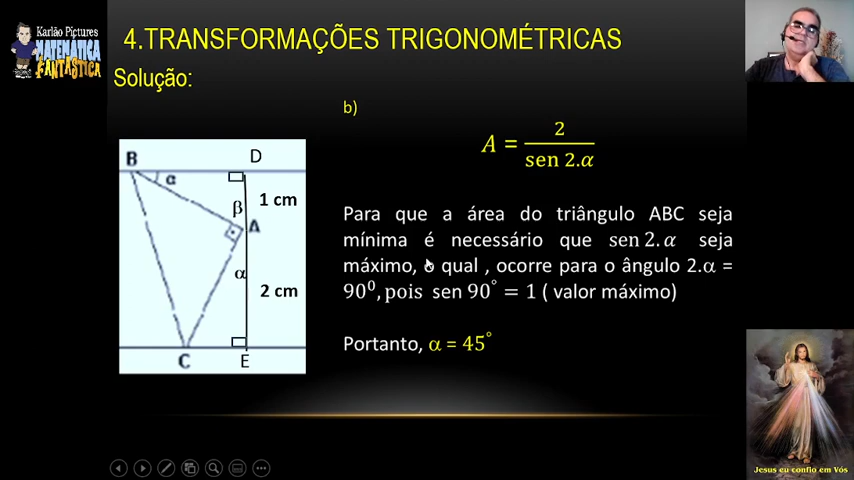 Karlão Pictures
MATEMÁTICA
FANTÁSTICA
4.TRANSFORMAÇÕES TRIGONOMÉTRICAS
Solução:
b)
A = 2 / sen 2.α
B
D
α
β
1 cm
A
α
2 cm
C
E
Para que a área do triângulo ABC seja
mínima é necessário que sen 2. α seja
máximo, o qual , ocorre para o ângulo 2.α =
90⁰, pois sen 90° = 1 ( valor máximo)
Portanto, α = 45°
Jesus eu confio em Vós